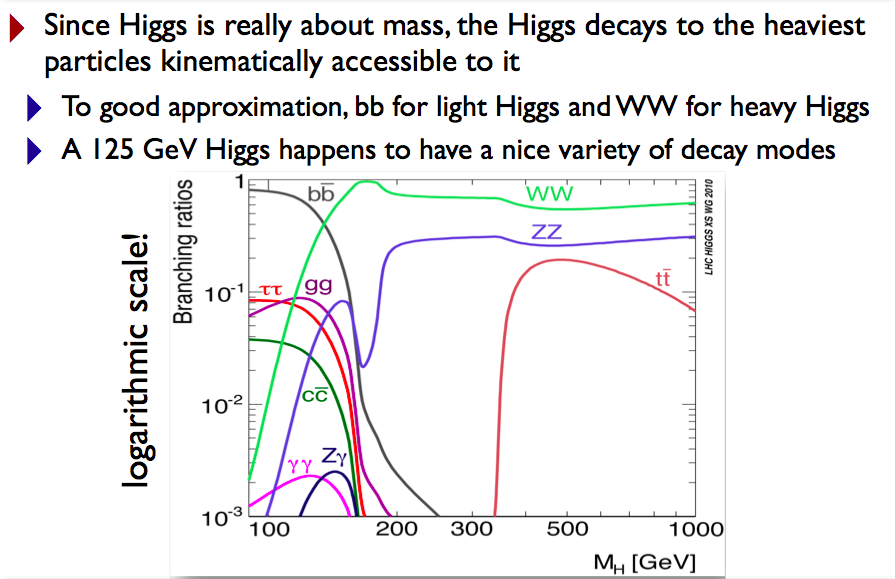 Since Higgs is really about mass, the Higgs decays to the heaviest
particles kinematically accessible to it
To good approximation, bb for light Higgs and WW for heavy Higgs
A 125 GeV Higgs happens to have a nice variety of decay modes
logarithmic scale!
Branching ratios
1
10⁻¹
10⁻²
10⁻³
bb̅
WW
ZZ
ττ
gg
tt̅
cc̅
γγ
Zγ
LHC HIGGS XS WG 2010
100
200
300
500
1000
M_H [GeV]